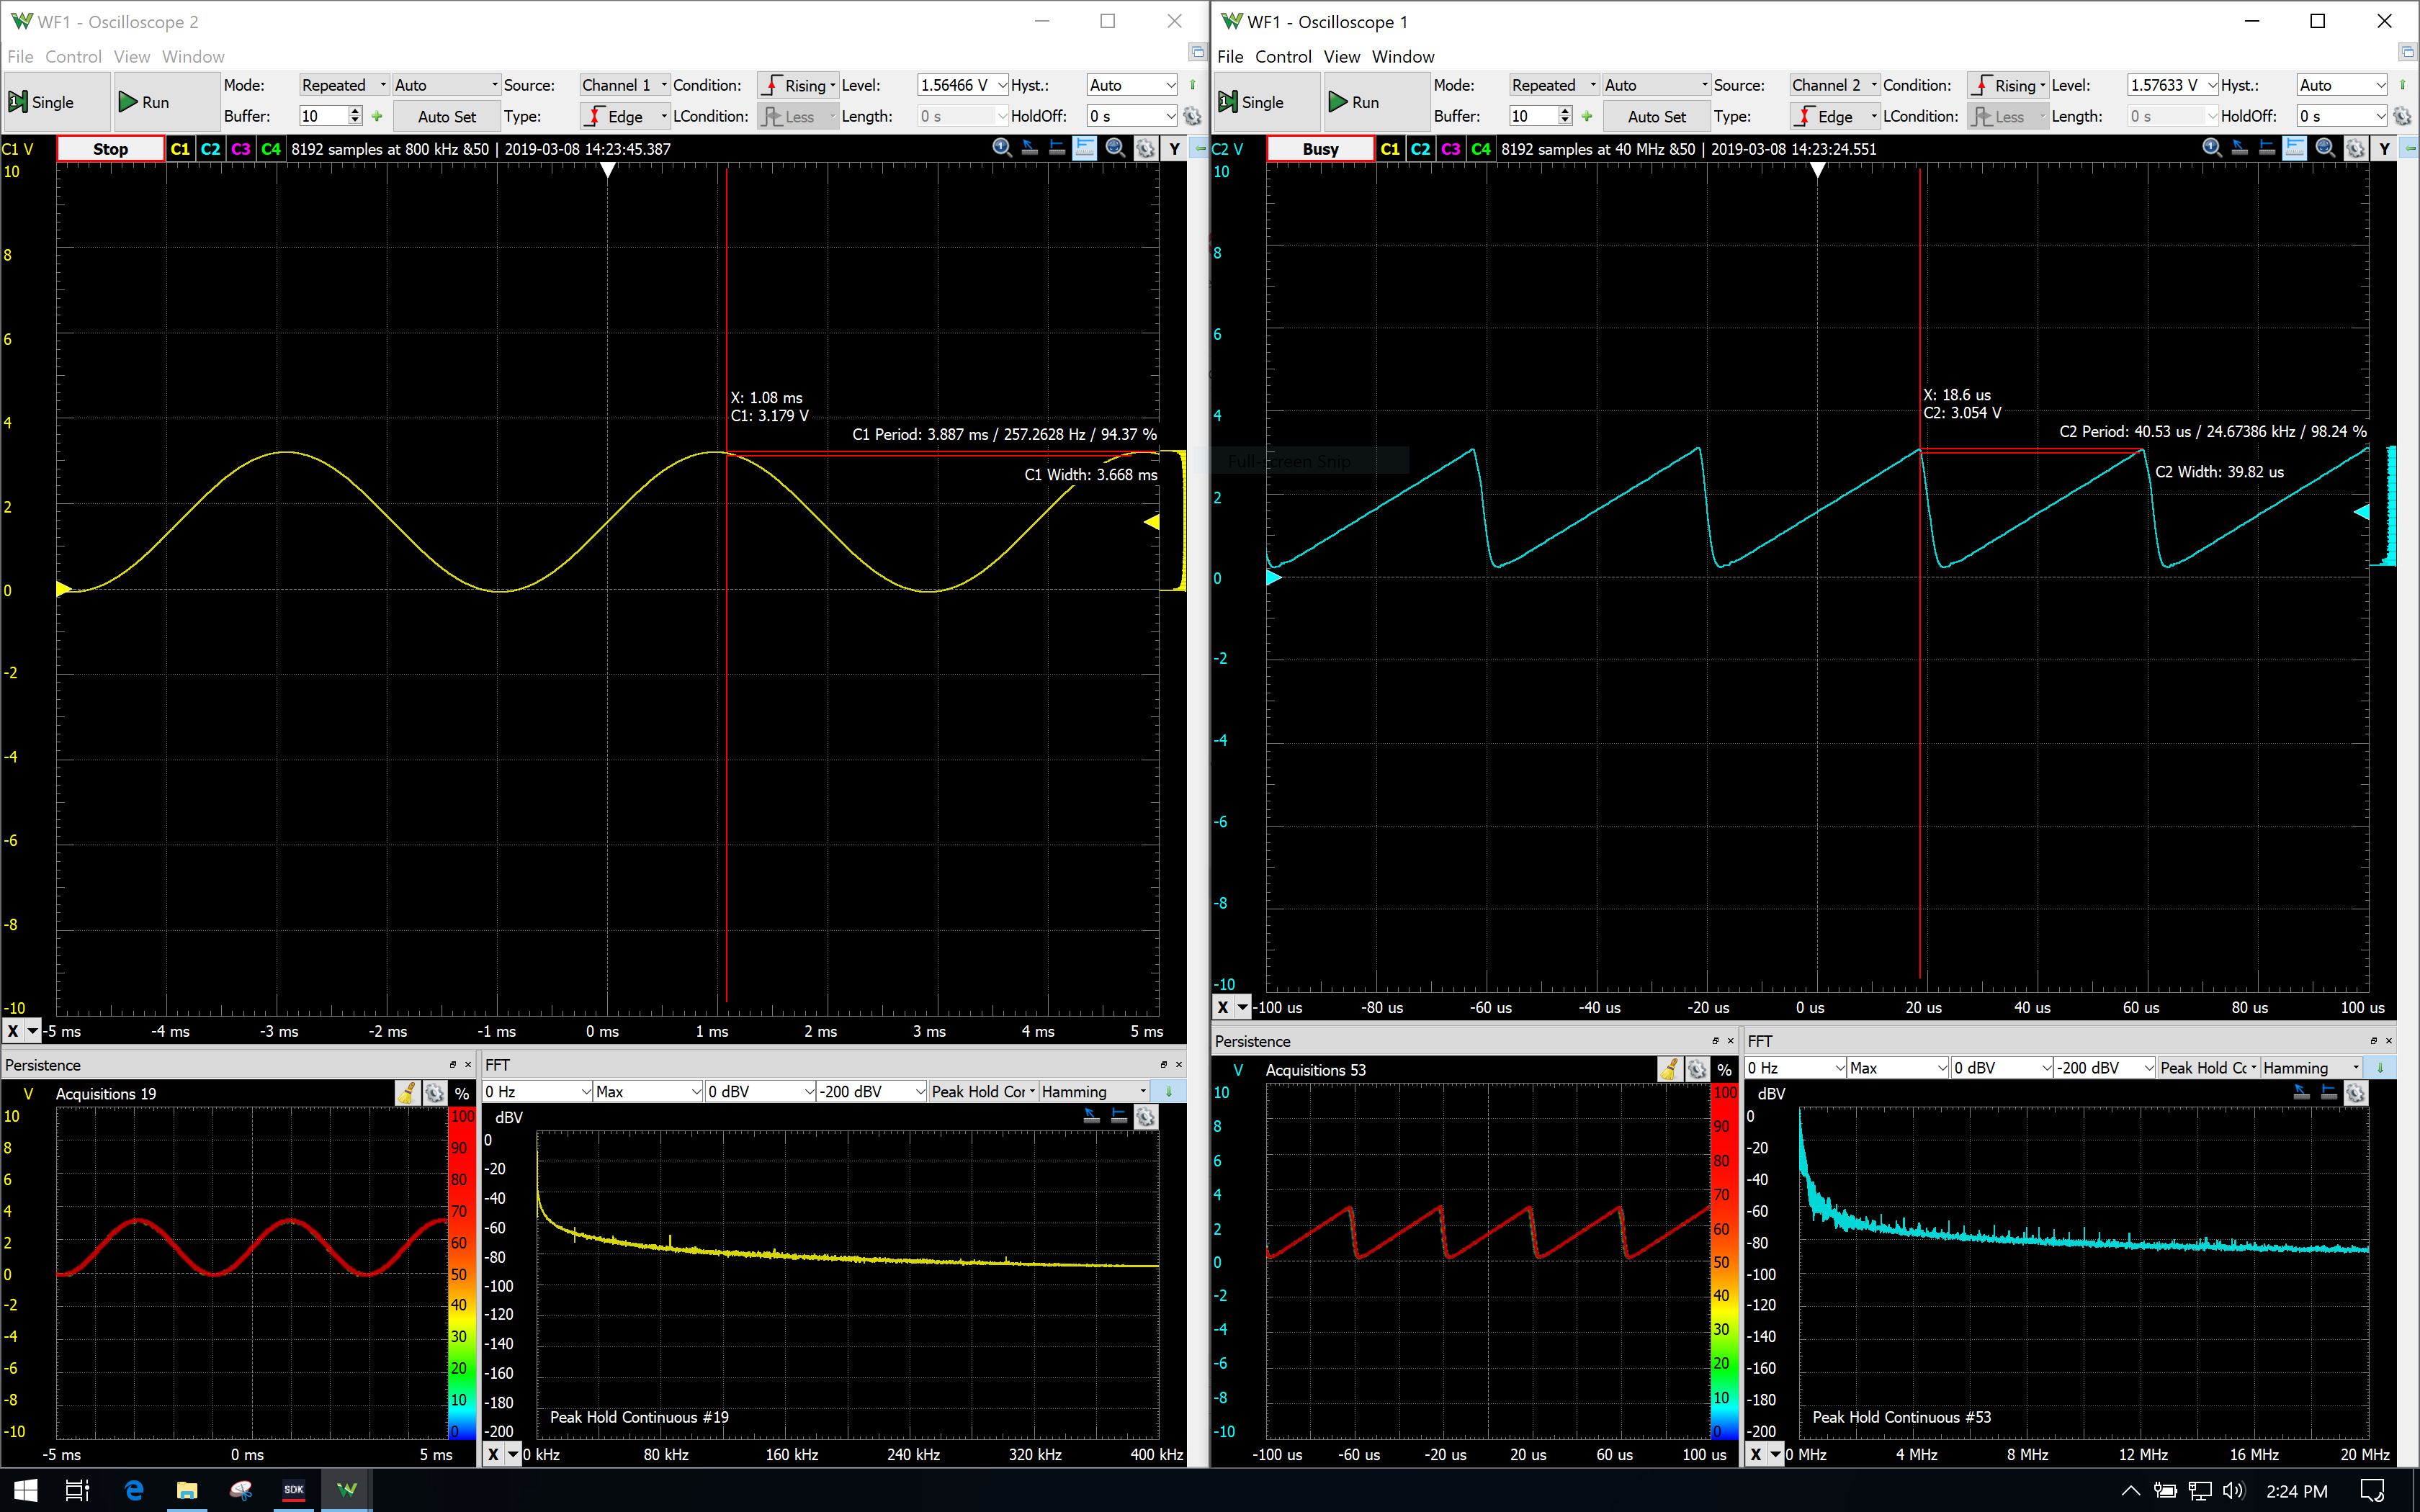 WF1 - Oscilloscope 2
File Control View Window
Single Run Mode: Repeated Auto Source: Channel 1 Condition: Rising Level: 1.56466 V Hyst.: Auto
Buffer: 10 Auto Set Type: Edge LCondition: Less Length: 0 s HoldOff: 0 s
C1 V Stop C1 C2 C3 C4 8192 samples at 800 kHz &50 | 2019-03-08 14:23:45.387 Y
10
8
6
4
2
0
-2
-4
-6
-8
-10
X: 1.08 ms
C1: 3.179 V
C1 Period: 3.887 ms / 257.2628 Hz / 94.37 %
C1 Width: 3.668 ms
X -5 ms -4 ms -3 ms -2 ms -1 ms 0 ms 1 ms 2 ms 3 ms 4 ms 5 ms
Persistence
V Acquisitions 19 %
10
8
6
4
2
0
-2
-4
-6
-8
-10
100
90
80
70
60
50
40
30
20
10
0
-5 ms 0 ms 5 ms
FFT
0 Hz Max 0 dBV -200 dBV Peak Hold Cor Hamming
dBV
0
-20
-40
-60
-80
-100
-120
-140
-160
-180
-200
Peak Hold Continuous #19
X 0 kHz 80 kHz 160 kHz 240 kHz 320 kHz 400 kHz
WF1 - Oscilloscope 1
File Control View Window
Single Run Mode: Repeated Auto Source: Channel 2 Condition: Rising Level: 1.57633 V Hyst.: Auto
Buffer: 10 Auto Set Type: Edge LCondition: Less Length: 0 s HoldOff: 0 s
C2 V Busy C1 C2 C3 C4 8192 samples at 40 MHz &50 | 2019-03-08 14:23:24.551 Y
10
8
6
4
2
0
-2
-4
-6
-8
-10
X: 18.6 us
C2: 3.054 V
C2 Period: 40.53 us / 24.67386 kHz / 98.24 %
Full-screen Snip
C2 Width: 39.82 us
X -100 us -80 us -60 us -40 us -20 us 0 us 20 us 40 us 60 us 80 us 100 us
Persistence
V Acquisitions 53 %
10
8
6
4
2
0
-2
-4
-6
-8
-10
100
90
80
70
60
50
40
30
20
10
0
-100 us -60 us -20 us 20 us 60 us 100 us
FFT
0 Hz Max 0 dBV -200 dBV Peak Hold Cc Hamming
dBV
0
-20
-40
-60
-80
-100
-120
-140
-160
-180
-200
Peak Hold Continuous #53
X 0 MHz 4 MHz 8 MHz 12 MHz 16 MHz 20 MHz
SDK
2:24 PM